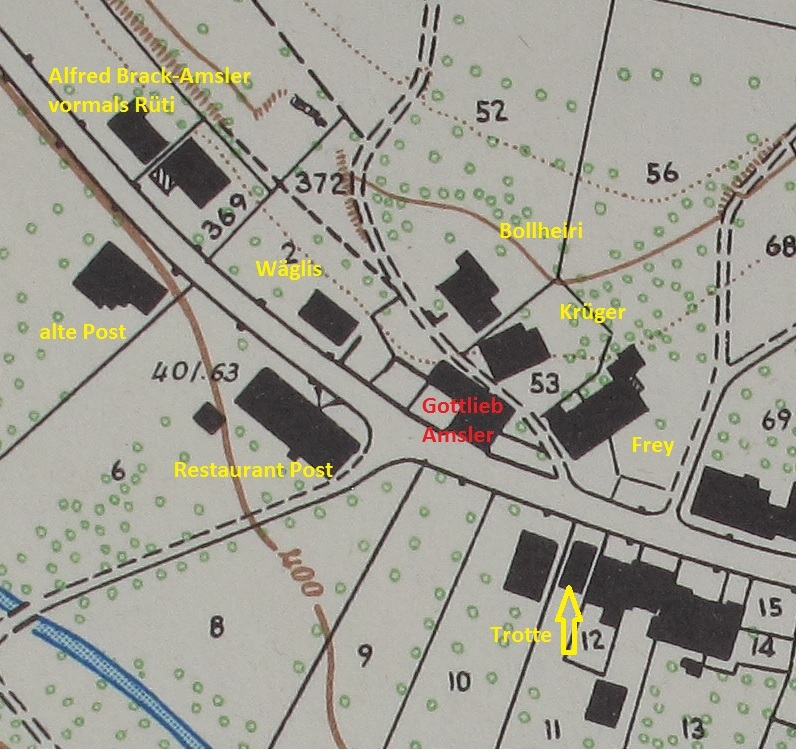 Alfred Brack-Amsler
vormals Rüti
52
56
372
369
68
Bollheiri
2
Wäglis
Krüger
alte Post
401.63
53
Gottlieb
Amsler
69
Frey
6
Restaurant Post
400
8
9
10
Trotte
12
15
14
11
13